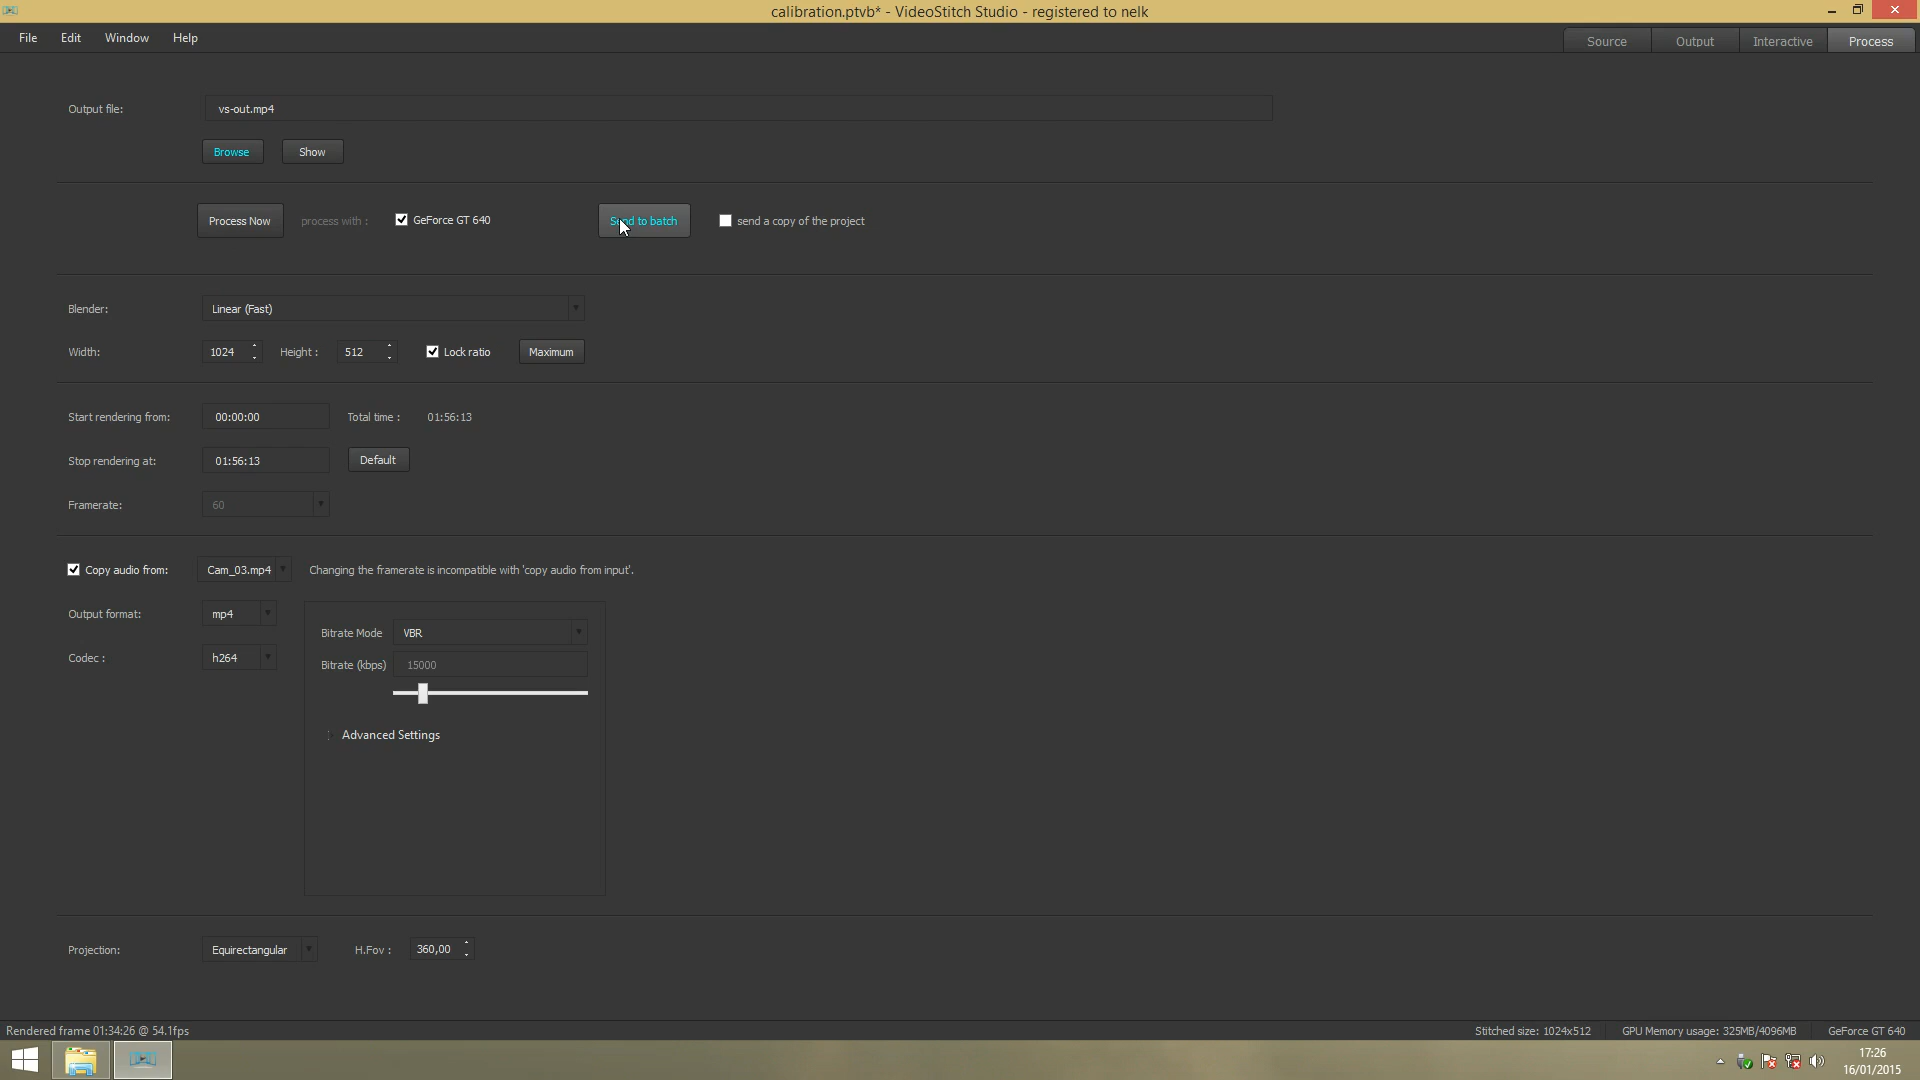 calibration.ptvb* - VideoStitch Studio - registered to nelk
File Edit Window Help Source Output Interactive Process
Output file: vs-out.mp4
Browse Show
Process Now process with : GeForce GT 640 Send to batch send a copy of the project
Blender: Linear (Fast)
Width: 1024 Height : 512 Lock ratio Maximum
Start rendering from: 00:00:00 Total time : 01:56:13
Stop rendering at: 01:56:13 Default
Framerate: 60
Copy audio from: Cam_03.mp4 Changing the framerate is incompatible with 'copy audio from input'.
Output format: mp4
Bitrate Mode VBR
Codec : h264
Bitrate (kbps) 15000
Advanced Settings
Projection: Equirectangular H.Fov : 360,00
Rendered frame 01:34:26 @ 54.1fps Stitched size: 1024x512 GPU Memory usage: 325MB/4096MB GeForce GT 640
17:26
16/01/2015